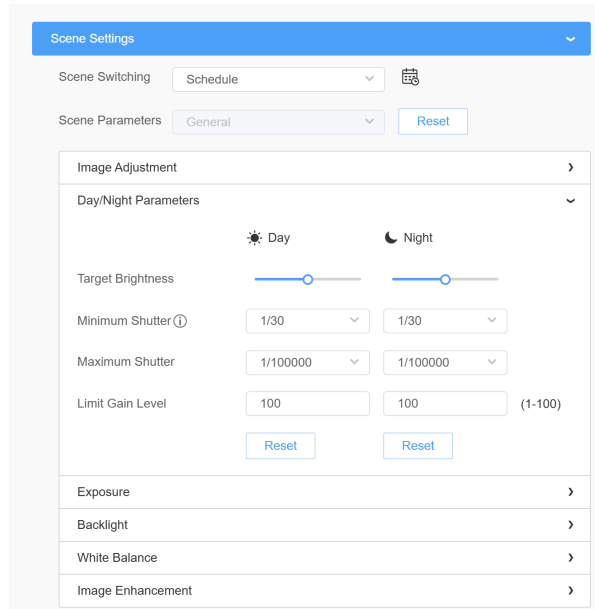 Scene Settings
Scene Switching Schedule
Scene Parameters General Reset
Image Adjustment
Day/Night Parameters
Day Night
Target Brightness
Minimum Shutter 1/30 1/30
Maximum Shutter 1/100000 1/100000
Limit Gain Level 100 100 (1-100)
Reset Reset
Exposure
Backlight
White Balance
Image Enhancement